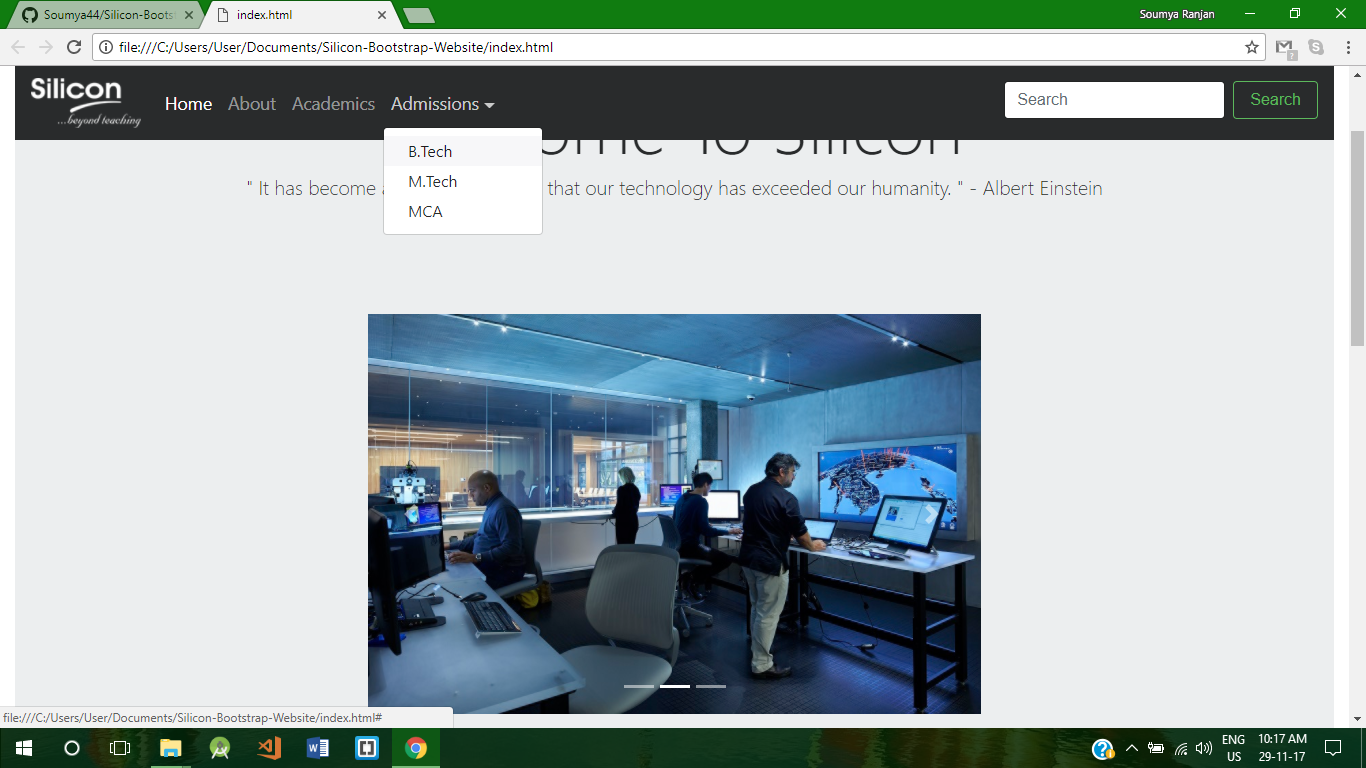 Soumya44/Silicon-Boots
index.html
Soumya Ranjan
file:///C:/Users/User/Documents/Silicon-Bootstrap-Website/index.html
Silicon
...beyond teaching
Home About Academics Admissions
Search Search
B.Tech
M.Tech
MCA
To Silicon
" It has become that our technology has exceeded our humanity. " - Albert Einstein
file:///C:/Users/User/Documents/Silicon-Bootstrap-Website/index.html#
ENG 10:17 AM
US 29-11-17